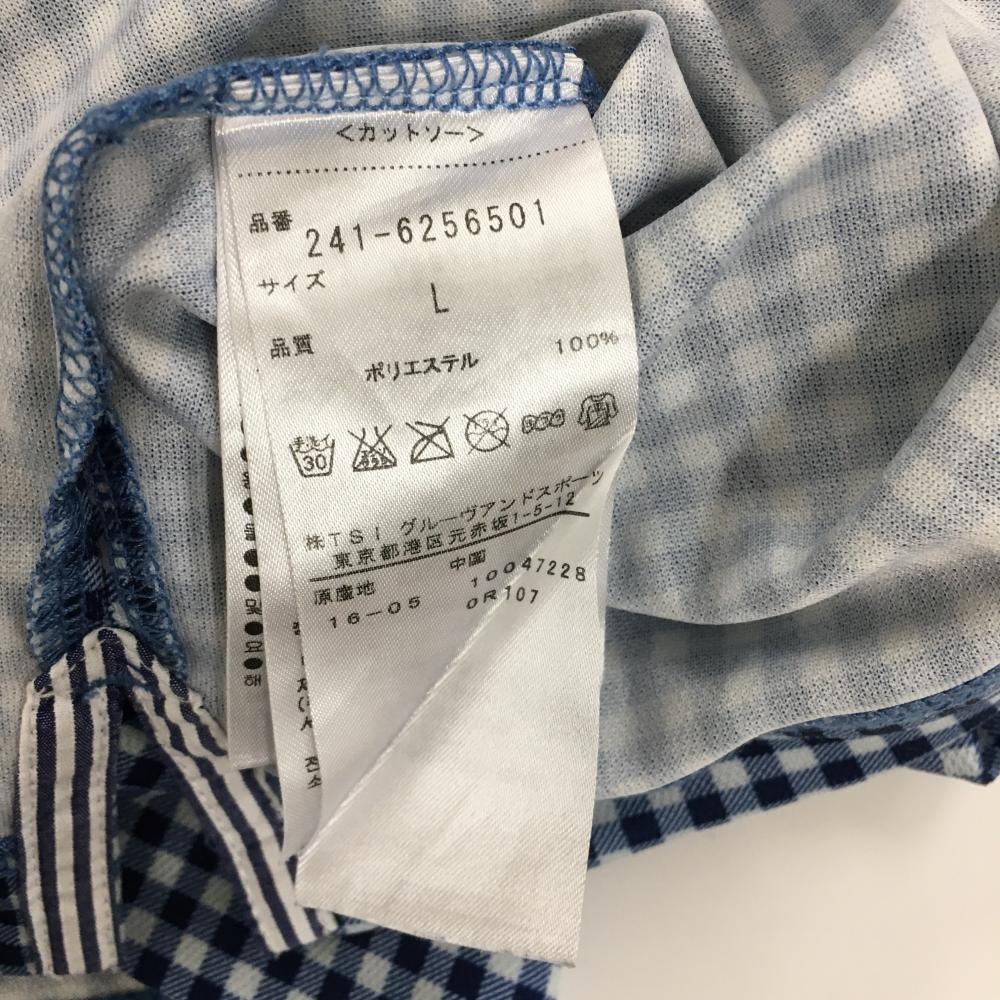 <カットソー>
品番
241-6256501
サイズ
L
品質
ポリエステル 100%
手洗イ
30
株TSI グルーヴアンドスポーツ
東京都港区元赤坂1-5-12
原産地 中国
16-05 10047228
0R107